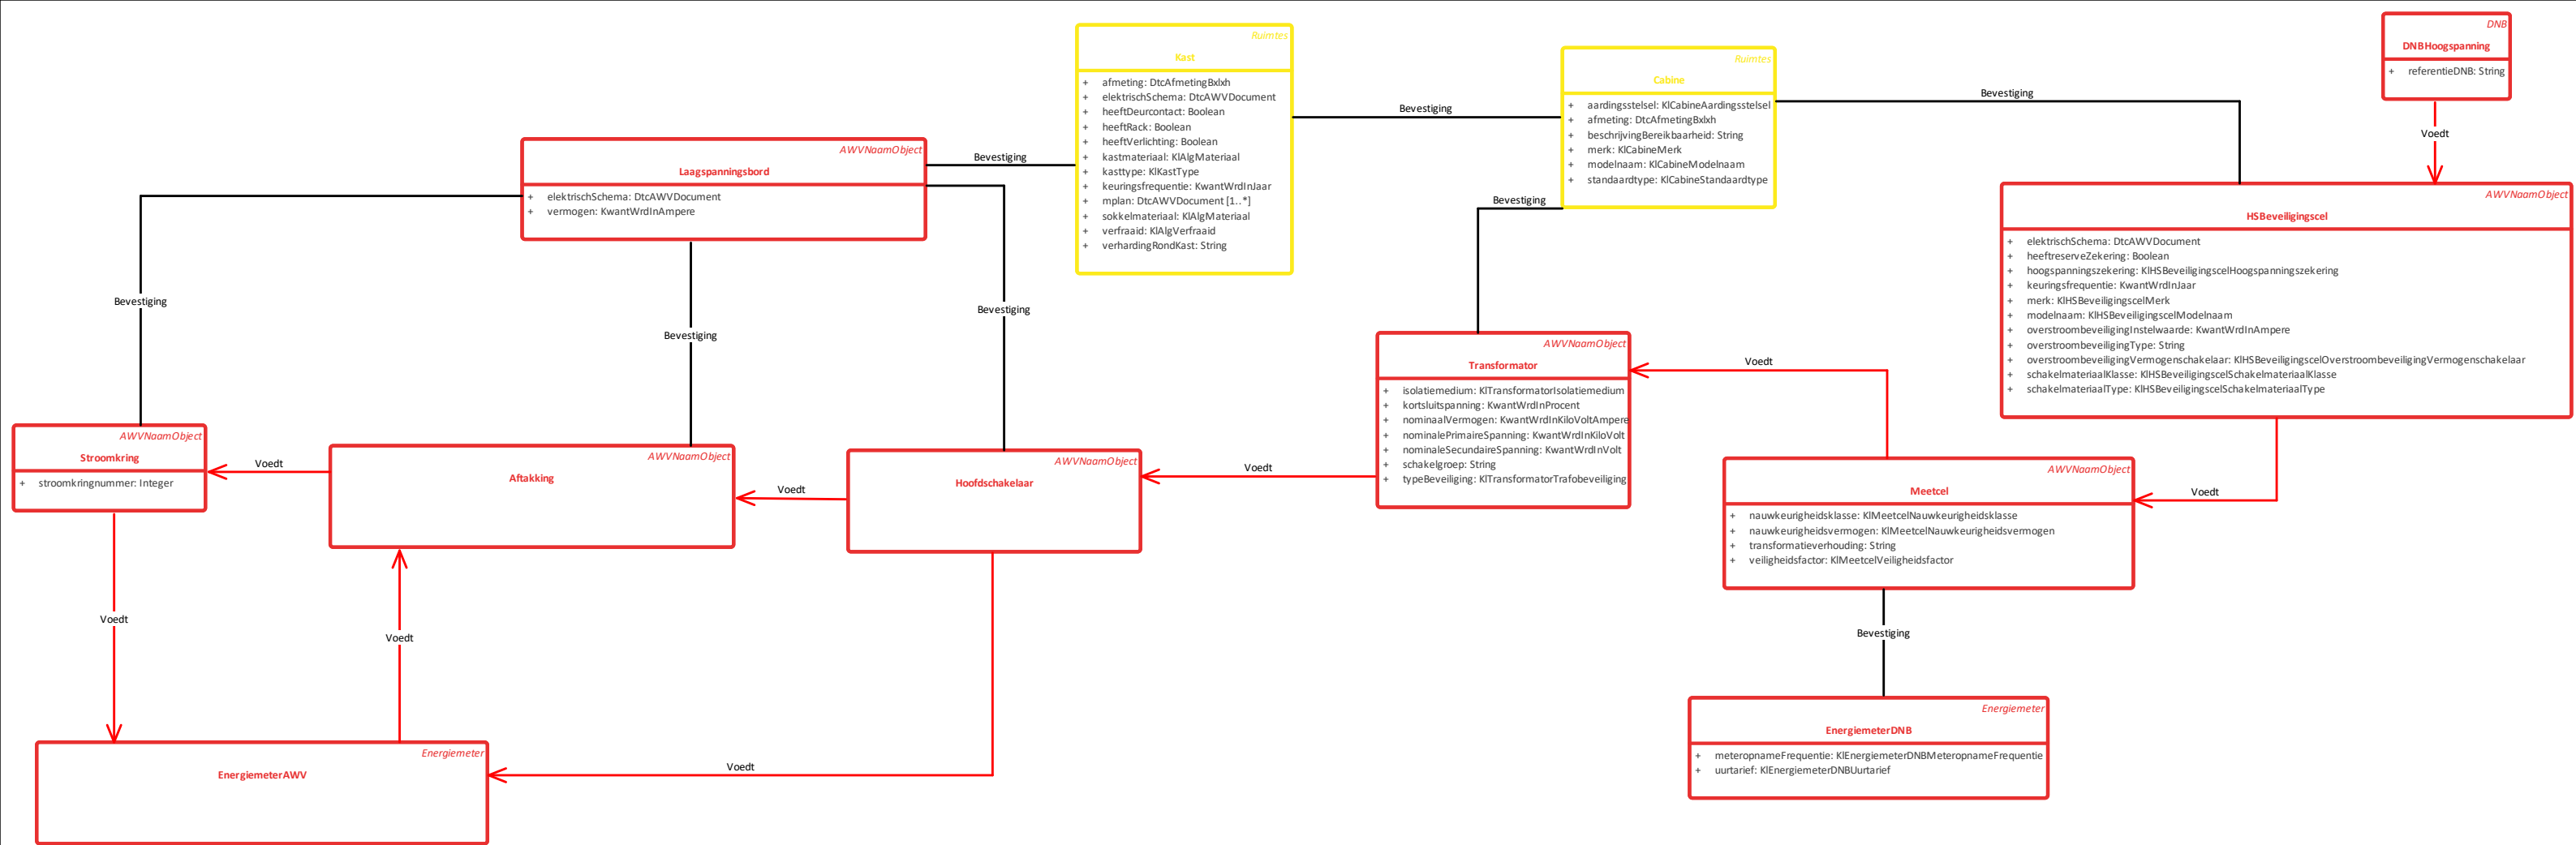 DNB
DNBHoogspanning
+ referentieDNB: String
Ruimtes
Kast
+ afmeting: DtcAfmetingBxlxh
+ elektrischSchema: DtcAWVDocument
+ heeftDeurcontact: Boolean
+ heeftRack: Boolean
+ heeftVerlichting: Boolean
+ kastmateriaal: KlAlgMateriaal
+ kasttype: KlKastType
+ keuringsfrequentie: KwantWrdInJaar
+ mplan: DtcAWVDocument [1..*]
+ sokkelmateriaal: KlAlgMateriaal
+ verfraaid: KlAlgVerfraaid
+ verhardingRondKast: String
Ruimtes
Cabine
+ aardingsstelsel: KlCabineAardingsstelsel
+ afmeting: DtcAfmetingBxlxh
+ beschrijvingBereikbaarheid: String
+ merk: KlCabineMerk
+ modelnaam: KlCabineModelnaam
+ standaardtype: KlCabineStandaardtype
Bevestiging
Bevestiging
Voedt
AWVNaamObject
Laagspanningsbord
+ elektrischSchema: DtcAWVDocument
+ vermogen: KwantWrdInAmpere
Bevestiging
Bevestiging
AWVNaamObject
HSBeveiligingscel
+ elektrischSchema: DtcAWVDocument
+ heeftreserveZekering: Boolean
+ hoogspanningszekering: KlHSBeveiligingscelHoogspanningszekering
+ keuringsfrequentie: KwantWrdInJaar
+ merk: KlHSBeveiligingscelMerk
+ modelnaam: KlHSBeveiligingscelModelnaam
+ overstroombeveiligingInstelwaarde: KwantWrdInAmpere
+ overstroombeveiligingType: String
+ overstroombeveiligingVermogenschakelaar: KlHSBeveiligingscelOverstroombeveiligingVermogenschakelaar
+ schakelmateriaalKlasse: KlHSBeveiligingscelSchakelmateriaalKlasse
+ schakelmateriaalType: KlHSBeveiligingscelSchakelmateriaalType
Bevestiging
Bevestiging
Bevestiging
AWVNaamObject
Transformator
+ isolatiemedium: KlTransformatorIsolatiemedium
+ kortsluitspanning: KwantWrdInProcent
+ nominaalVermogen: KwantWrdInKiloVoltAmpere
+ nominalePrimaireSpanning: KwantWrdInKiloVolt
+ nominaleSecundaireSpanning: KwantWrdInVolt
+ schakelgroep: String
+ typeBeveiliging: KlTransformatorTrafobeveiliging
Voedt
AWVNaamObject
Stroomkring
+ stroomkringnummer: Integer
Voedt
AWVNaamObject
Aftakking
Voedt
AWVNaamObject
Hoofdschakelaar
Voedt
AWVNaamObject
Meetcel
+ nauwkeurigheidsklasse: KlMeetcelNauwkeurigheidsklasse
+ nauwkeurigheidsvermogen: KlMeetcelNauwkeurigheidsvermogen
+ transformatieverhouding: String
+ veiligheidsfactor: KlMeetcelVeiligheidsfactor
Voedt
Voedt
Voedt
Bevestiging
Energiemeter
EnergiemeterAWV
Voedt
Energiemeter
EnergiemeterDNB
+ meteropnameFrequentie: KlEnergiemeterDNBMeteropnameFrequentie
+ uurtarief: KlEnergiemeterDNBUurtarief